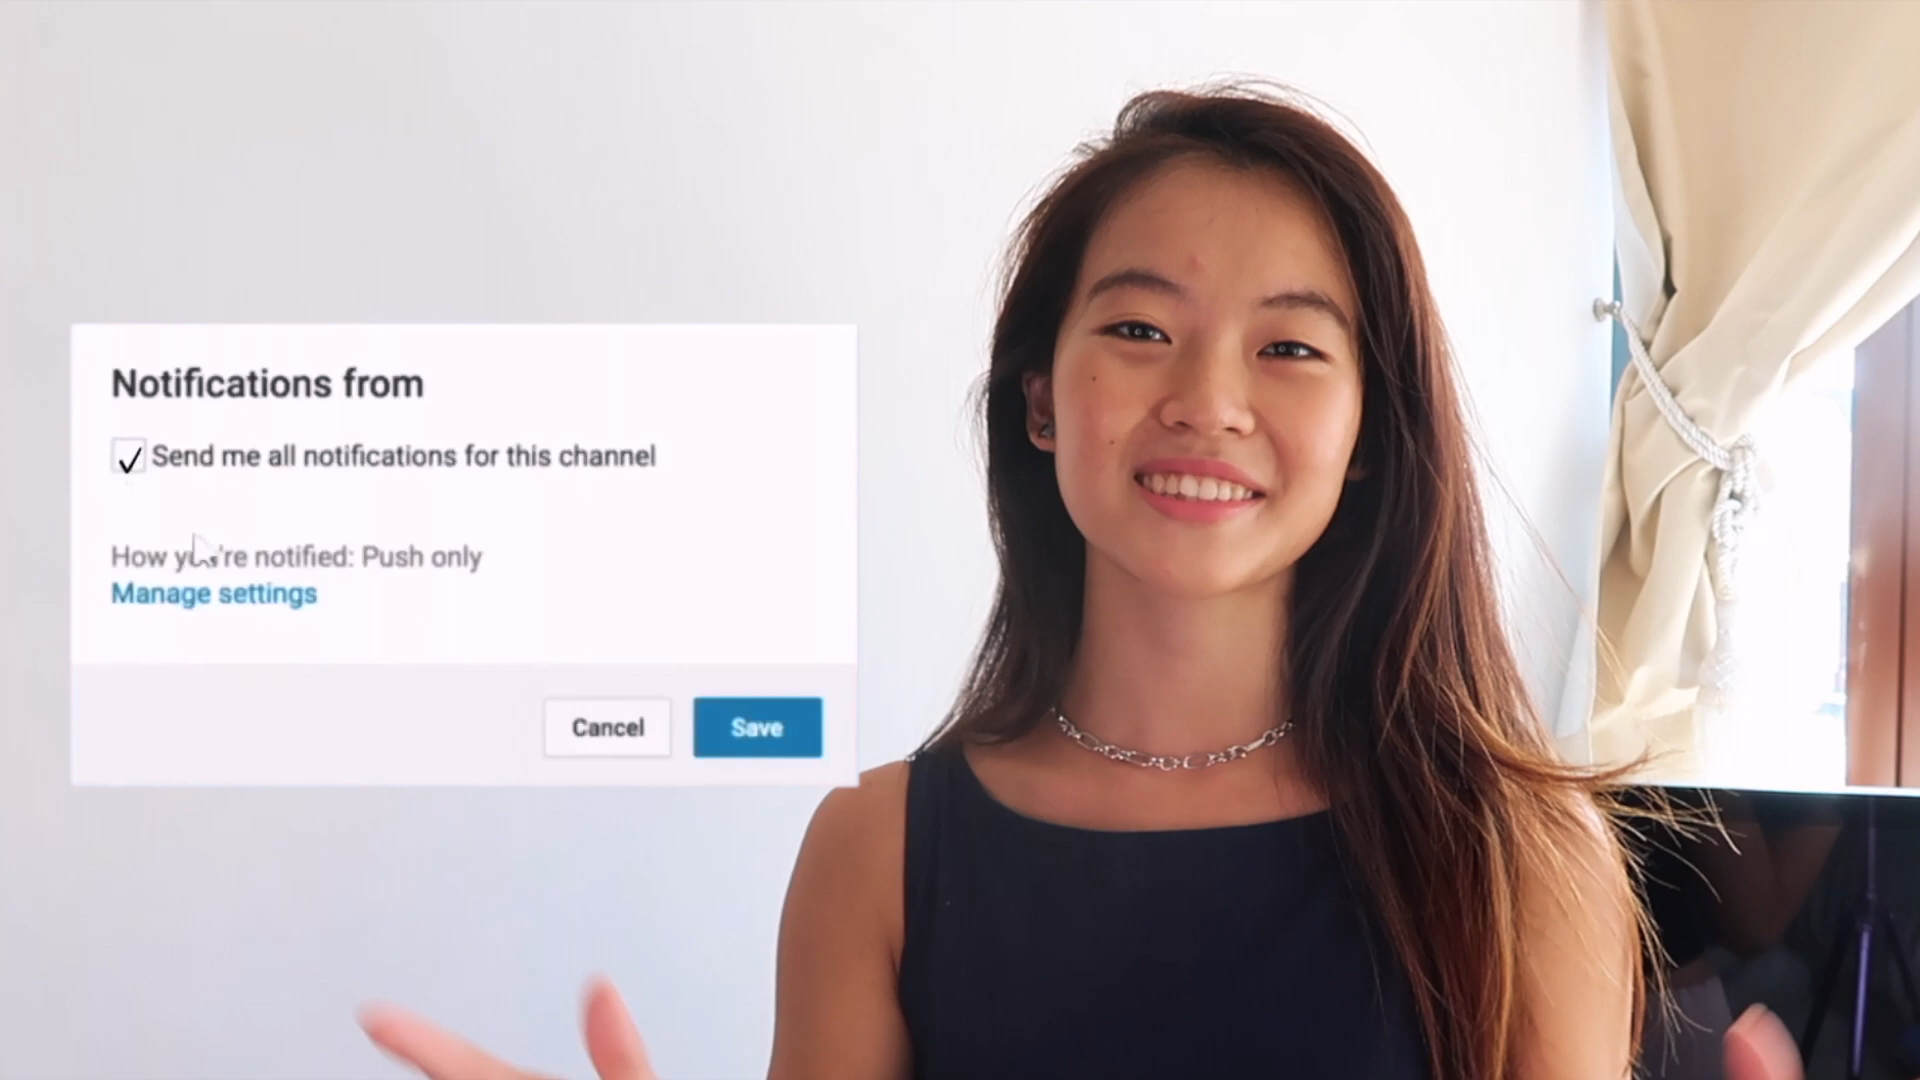 Notifications from
Send me all notifications for this channel
How you're notified: Push only
Manage settings
Cancel
Save